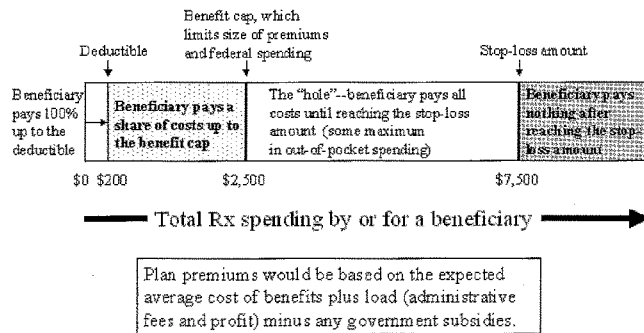 Benefit cap, which
limits size of premiums
and federal spending
Deductible
Stop-loss amount
Beneficiary
pays 100%
up to the
deductible
Beneficiary pays a
share of costs up to
the benefit cap
The "hole"--beneficiary pays all
costs until reaching the stop-loss
amount (some maximum
in out-of-pocket spending)
Beneficiary pays
nothing after
reaching the stop
loss amount
$0 $200
$2,500
$7,500
Total Rx spending by or for a beneficiary
Plan premiums would be based on the expected
average cost of benefits plus load (administrative
fees and profit) minus any government subsidies.